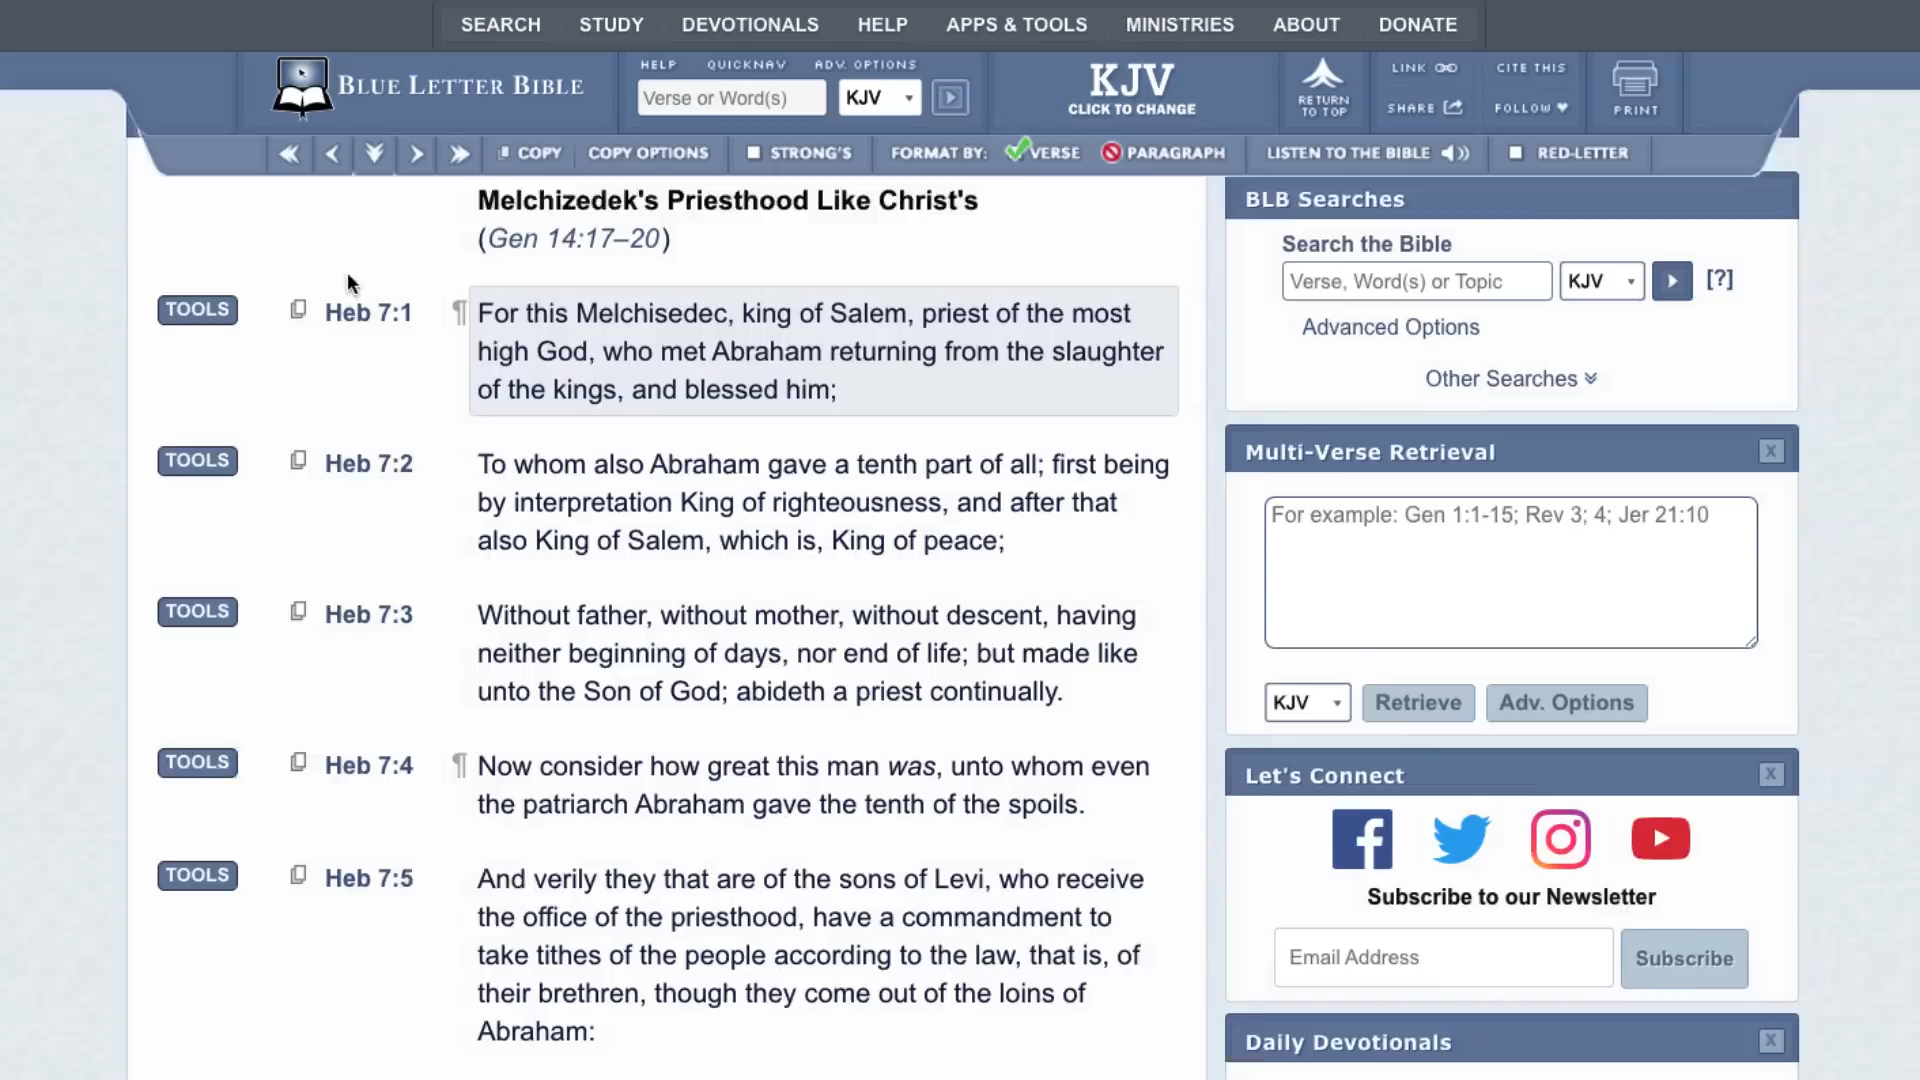 SEARCH STUDY DEVOTIONALS HELP APPS & TOOLS MINISTRIES ABOUT DONATE
BLUE LETTER BIBLE
HELP QUICKNAV ADV. OPTIONS
Verse or Word(s) KJV
KJV
CLICK TO CHANGE
RETURN
TO TOP
LINK
SHARE
CITE THIS
FOLLOW
PRINT
COPY COPY OPTIONS STRONG'S FORMAT BY: VERSE PARAGRAPH LISTEN TO THE BIBLE RED-LETTER
Melchizedek's Priesthood Like Christ's
(Gen 14:17–20)
TOOLS Heb 7:1 ¶ For this Melchisedec, king of Salem, priest of the most
high God, who met Abraham returning from the slaughter
of the kings, and blessed him;
TOOLS Heb 7:2 To whom also Abraham gave a tenth part of all; first being
by interpretation King of righteousness, and after that
also King of Salem, which is, King of peace;
TOOLS Heb 7:3 Without father, without mother, without descent, having
neither beginning of days, nor end of life; but made like
unto the Son of God; abideth a priest continually.
TOOLS Heb 7:4 ¶ Now consider how great this man was, unto whom even
the patriarch Abraham gave the tenth of the spoils.
TOOLS Heb 7:5 And verily they that are of the sons of Levi, who receive
the office of the priesthood, have a commandment to
take tithes of the people according to the law, that is, of
their brethren, though they come out of the loins of
Abraham:
BLB Searches
Search the Bible
Verse, Word(s) or Topic KJV [?]
Advanced Options
Other Searches
Multi-Verse Retrieval X
For example: Gen 1:1-15; Rev 3; 4; Jer 21:10
KJV Retrieve Adv. Options
Let's Connect X
Subscribe to our Newsletter
Email Address Subscribe
Daily Devotionals X